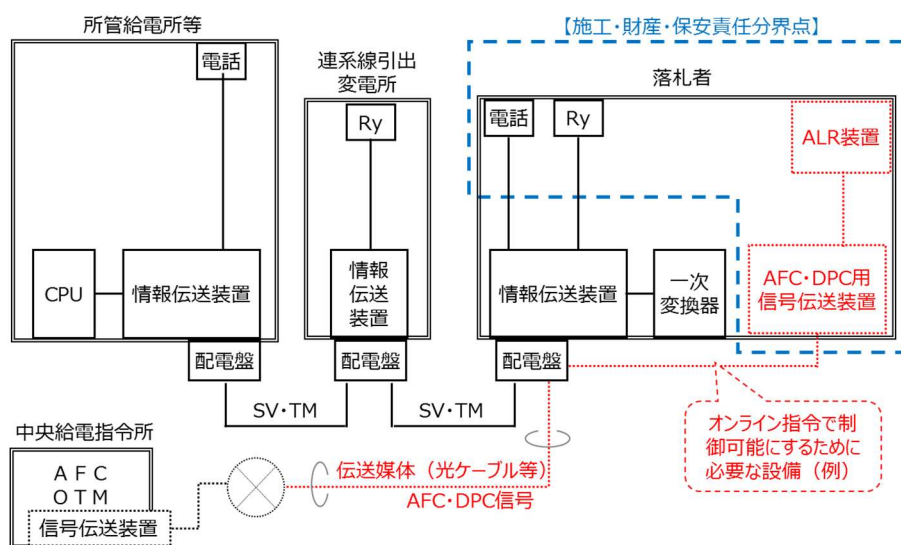 所管給電所等
電話
CPU
情報伝送装置
配電盤
連系線引出
変電所
Ry
情報
伝送
装置
配電盤
【施工・財産・保安責任分界点】
落札者
電話
Ry
ALR装置
情報伝送装置
一次
変換器
AFC・DPC用
信号伝送装置
配電盤
SV・TM
SV・TM
オンライン指令で制
御可能にするために
必要な設備（例）
中央給電指令所
ＡＦＣ
ＯＴＭ
信号伝送装置
伝送媒体（光ケーブル等）
AFC・DPC信号